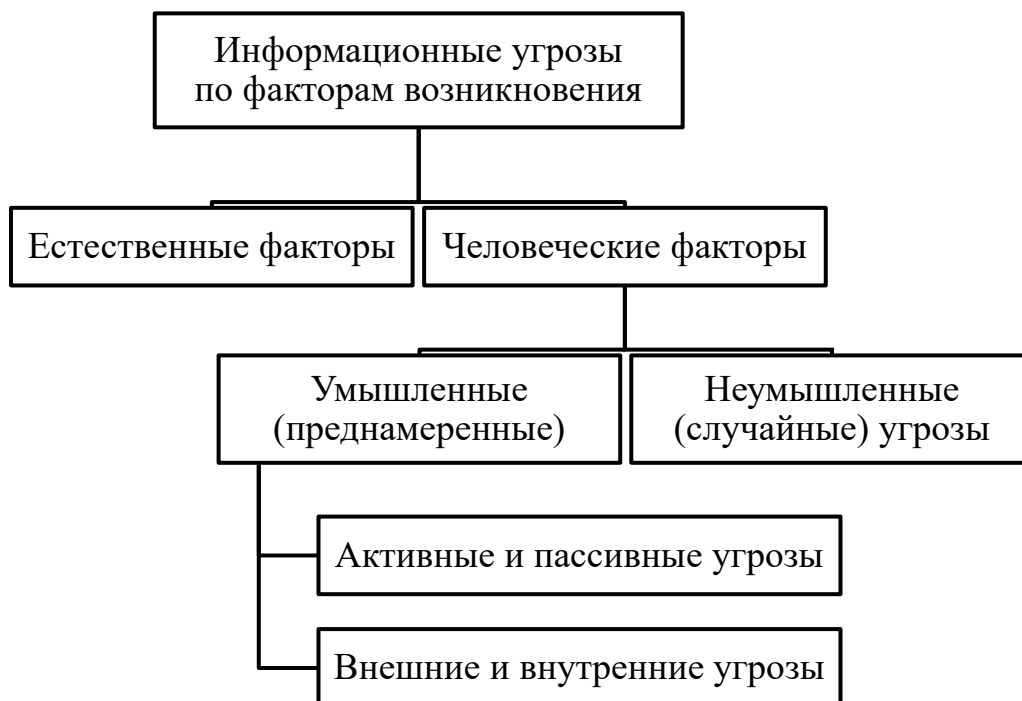 Информационные угрозы
по факторам возникновения
Естественные факторы
Человеческие факторы
Умышленные
(преднамеренные)
Неумышленные
(случайные) угрозы
Активные и пассивные угрозы
Внешние и внутренние угрозы